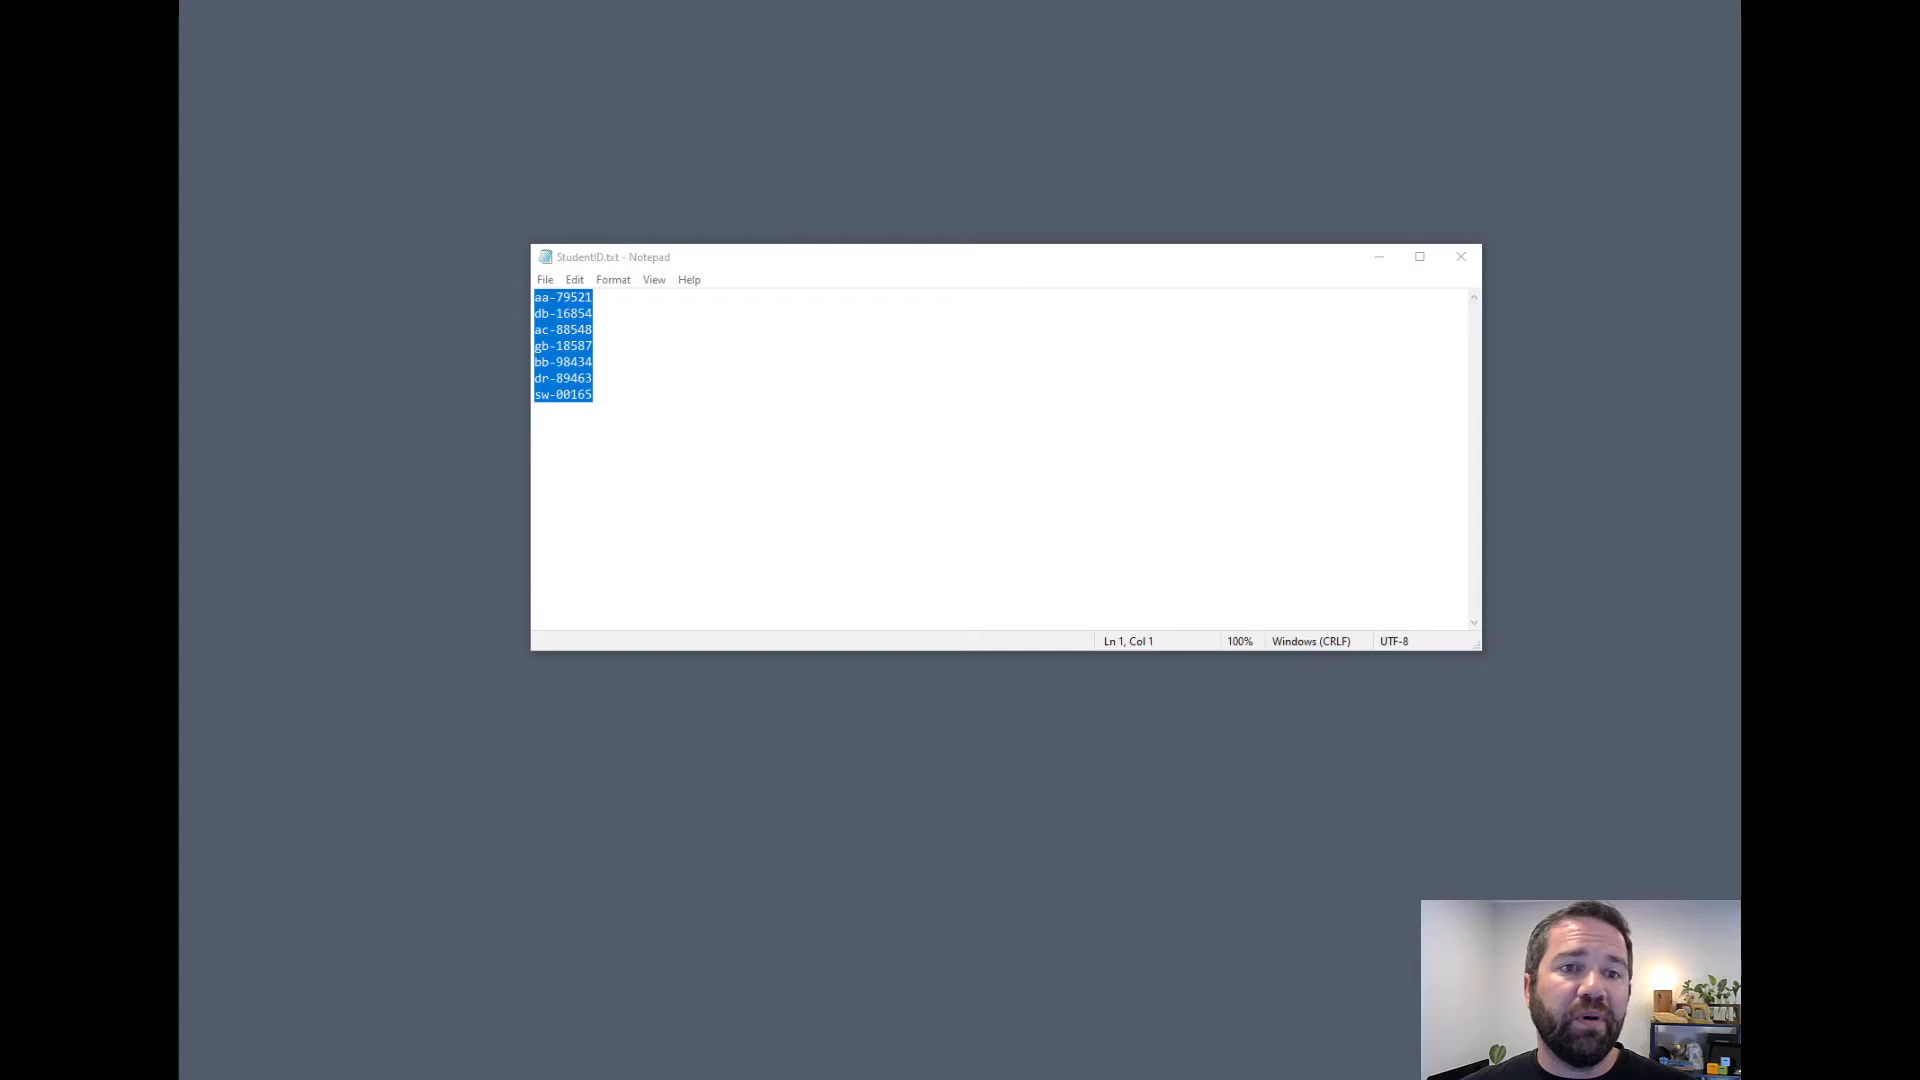 StudentID.txt - Notepad
File Edit Format View Help
aa-79521
db-16854
ac-88548
gb-18587
bb-98434
dr-89463
sw-00165
Ln 1, Col 1 100% Windows (CRLF) UTF-8